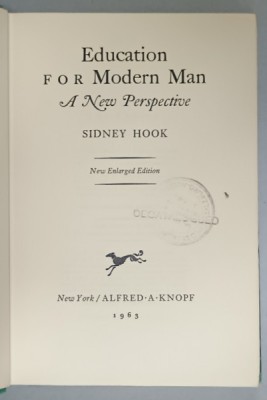 Education
FOR Modern Man
A New Perspective
SIDNEY HOOK
New Enlarged Edition
New York / ALFRED · A · KNOPF
1963